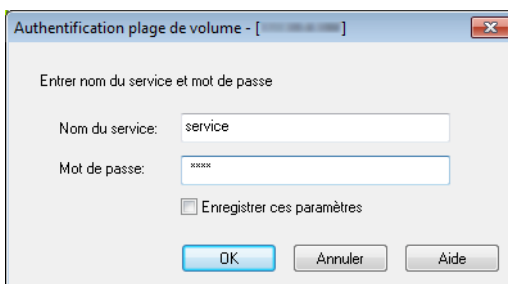 Authentification plage de volume - [ ]
Entrer nom du service et mot de passe
Nom du service: service
Mot de passe: ****
Enregistrer ces paramètres
OK Annuler Aide